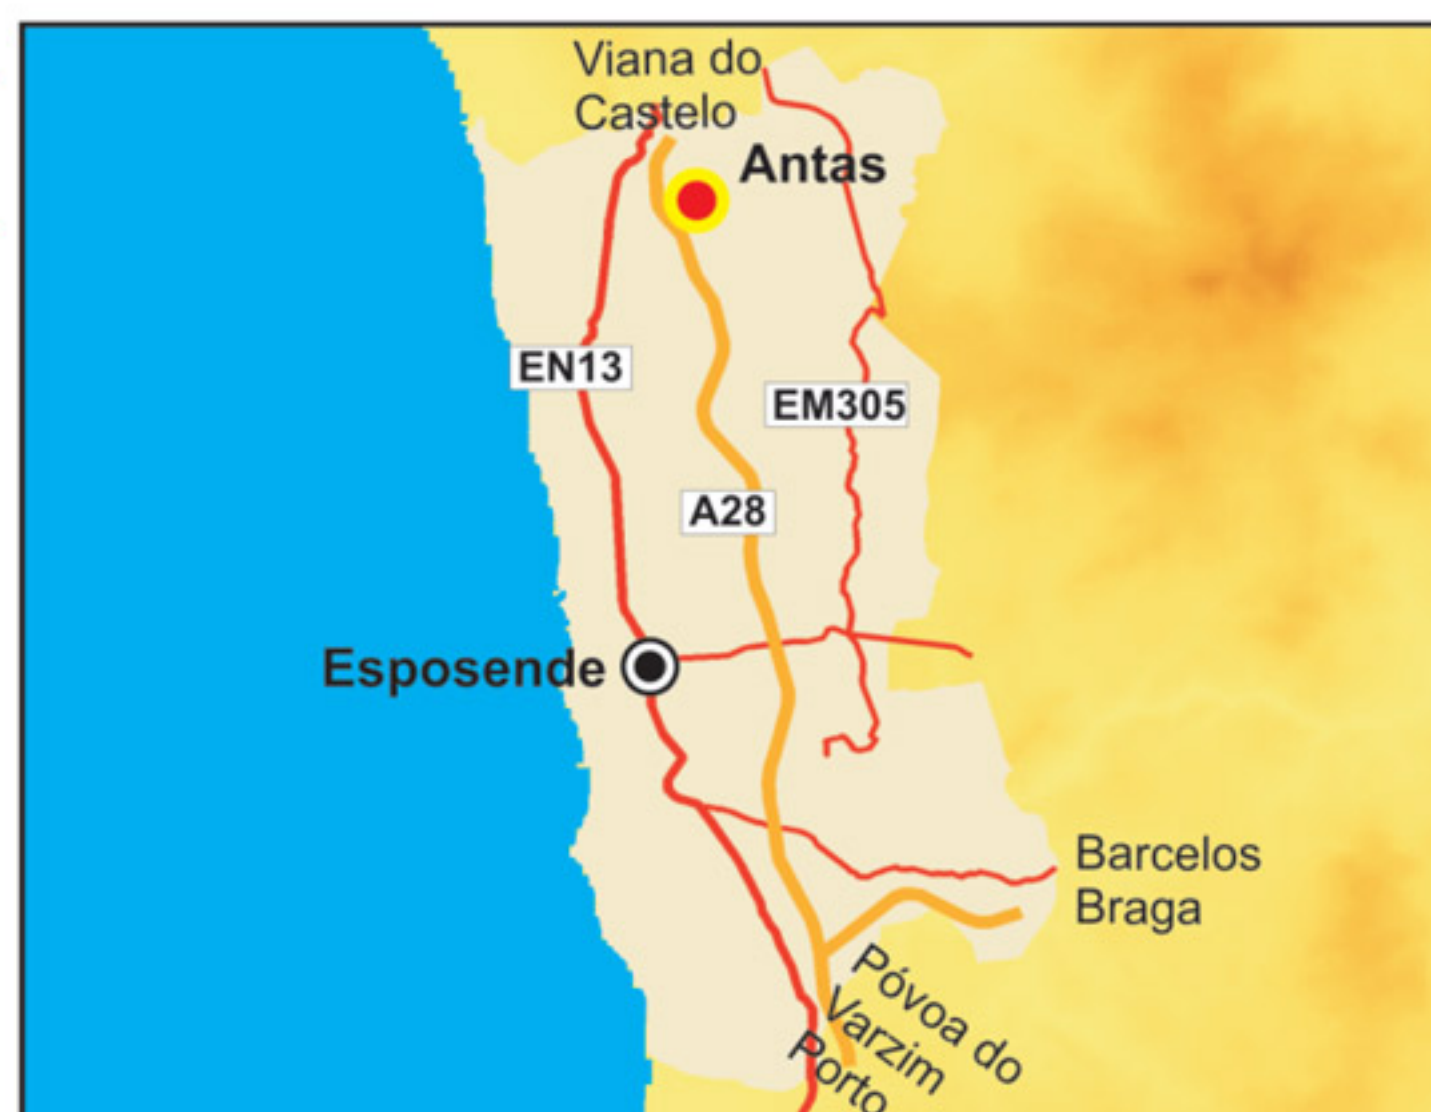 Viana do
Castelo
Antas
EN13
EM305
A28
Esposende
Barcelos
Braga
Póvoa do
Varzim
Porto